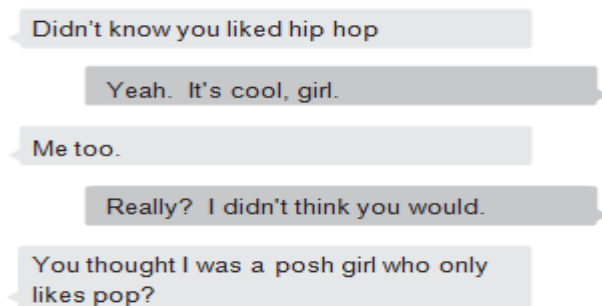 Didn't know you liked hip hop
Yeah. It's cool, girl.
Me too.
Really? I didn't think you would.
You thought I was a posh girl who only
likes pop?